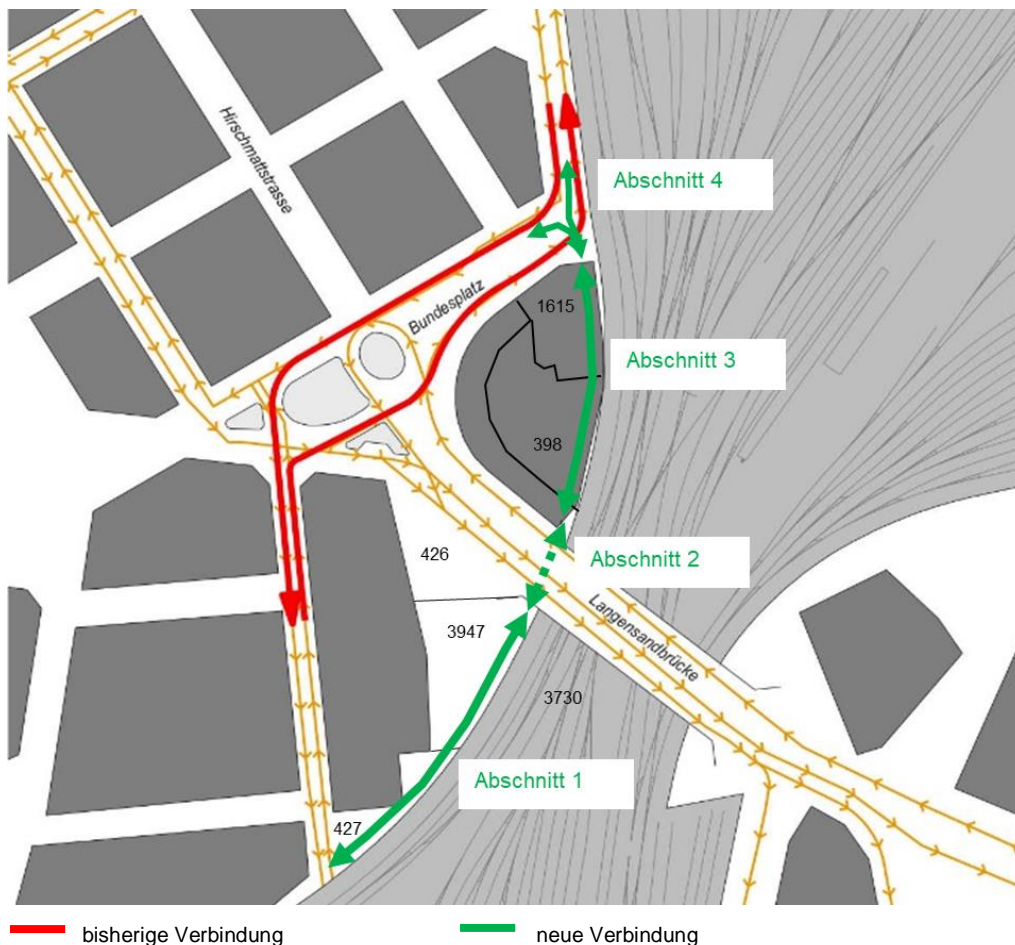 Hirschmattstrasse
Abschnitt 4
Bundesplatz
1615
Abschnitt 3
398
426
Abschnitt 2
Langensandbrücke
3947
3730
Abschnitt 1
427
bisherige Verbindung
neue Verbindung